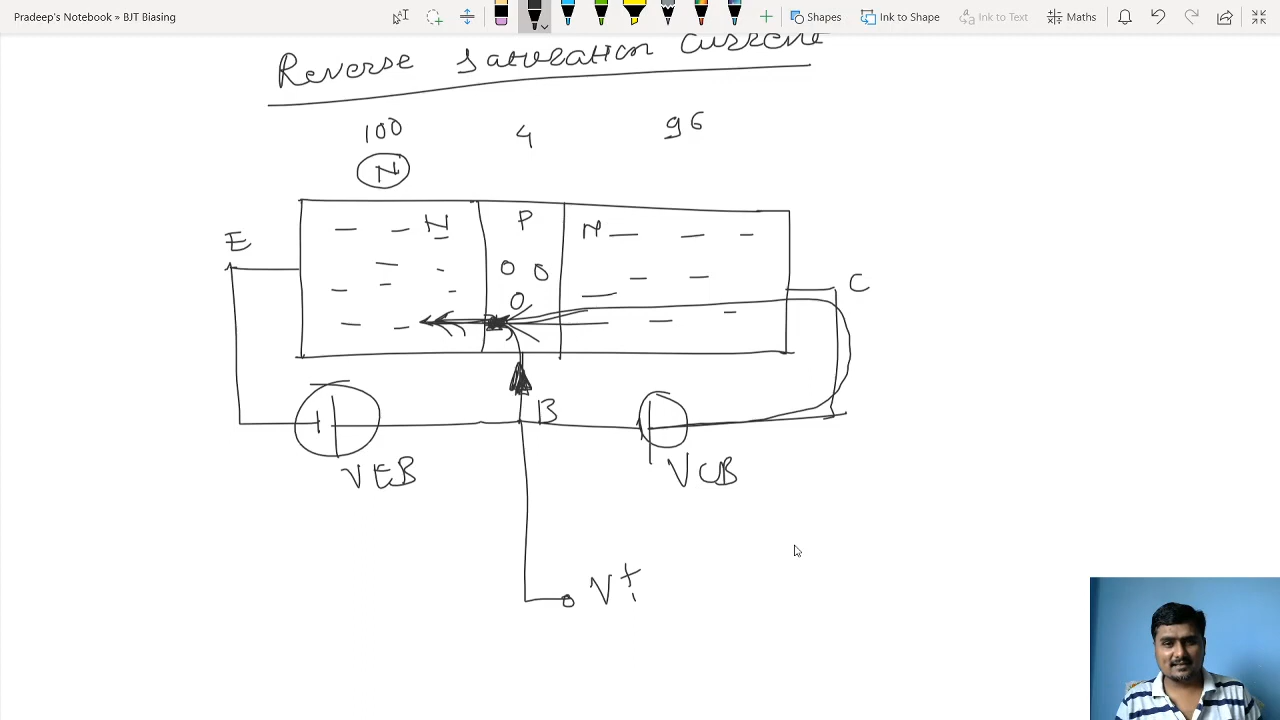 Pradeep's Notebook » BJT Biasing
Shapes Ink to Shape Ink to Text Maths
Reverse saturation current
100 4 96
N
N P N
E
C
B
VEB VCB
V+